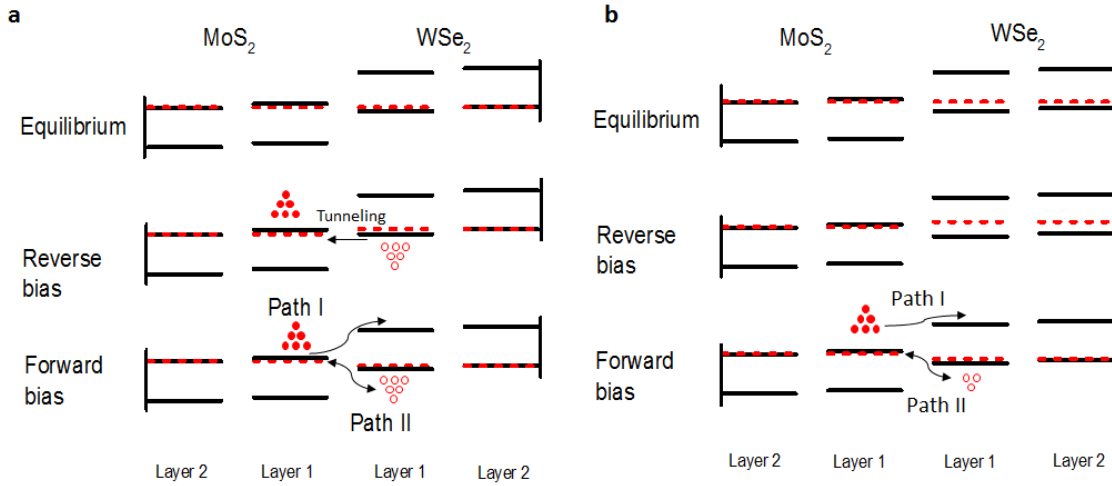 a
MoS2
WSe2
Equilibrium
Reverse
bias
Tunneling
Forward
bias
Path I
Path II
Layer 2
Layer 1
Layer 1
Layer 2
b
MoS2
WSe2
Equilibrium
Reverse
bias
Forward
bias
Path I
Path II
Layer 2
Layer 1
Layer 1
Layer 2